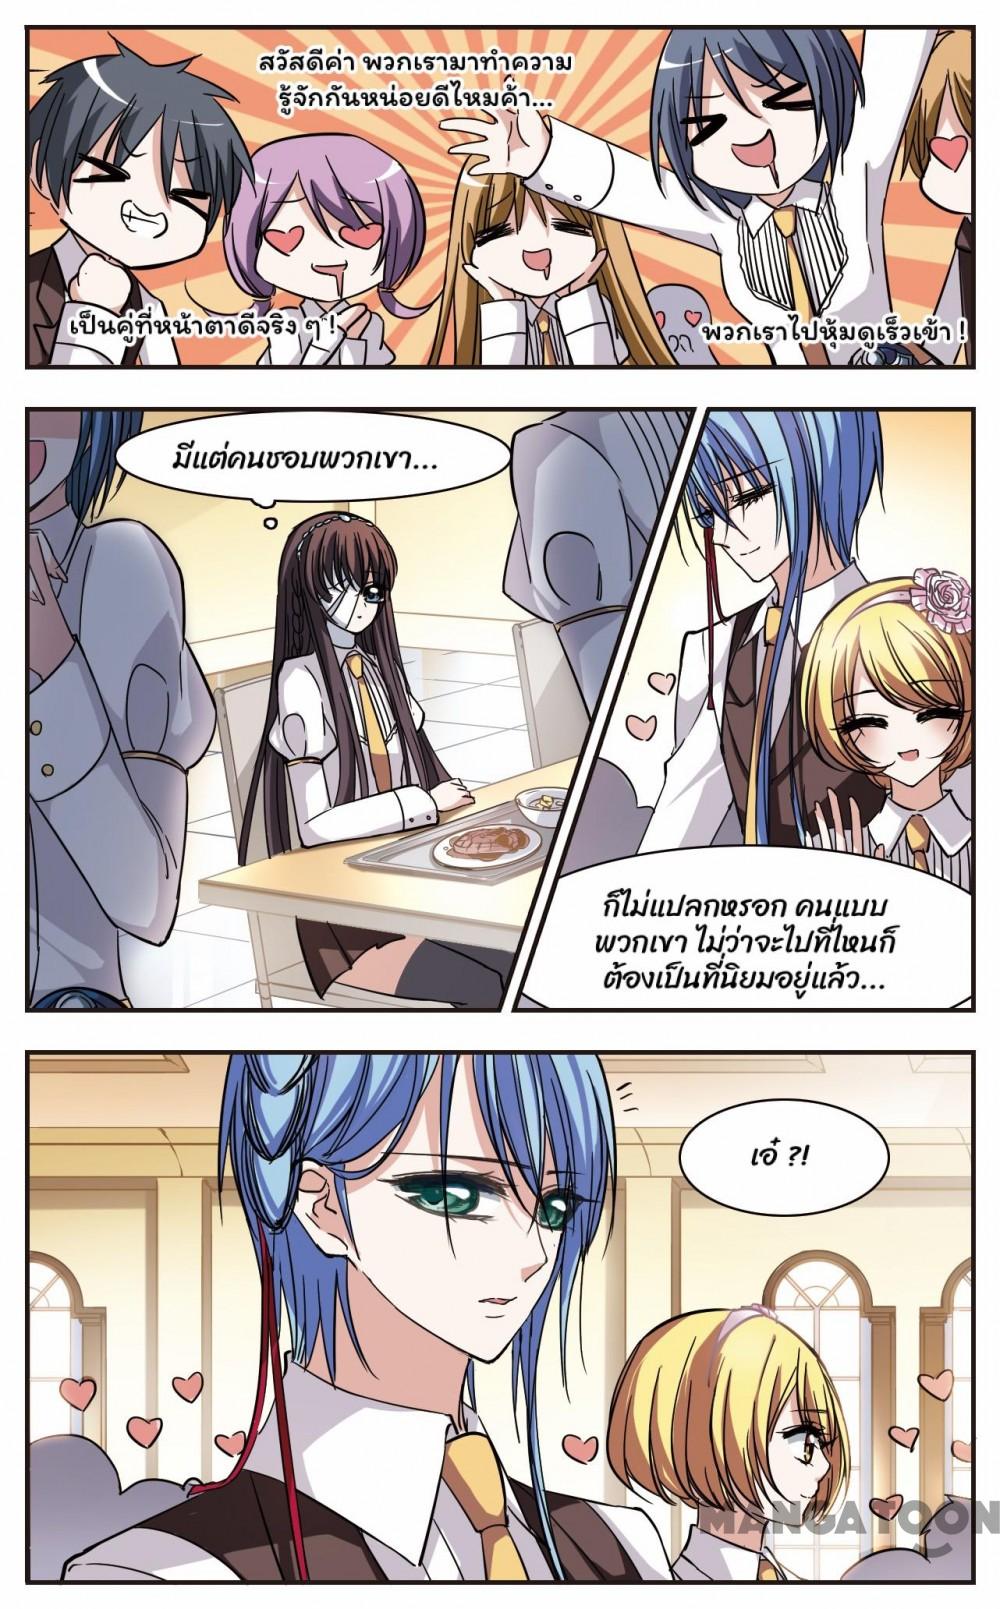 สวัสดีค่า พวกเรามาทำความ
รู้จักกันหน่อยดีไหมค้า...
เป็นคู่ที่หน้าตาดีจริง ๆ !
พวกเราไปหุ้มดูเร็วเข้า !
มีแต่คนชอบพวกเขา...
ก็ไม่แปลกหรอก คนแบบ
พวกเขา ไม่ว่าจะไปที่ไหนก็
ต้องเป็นที่นิยมอยู่แล้ว...
เอ๋ ?!
MANGATOON